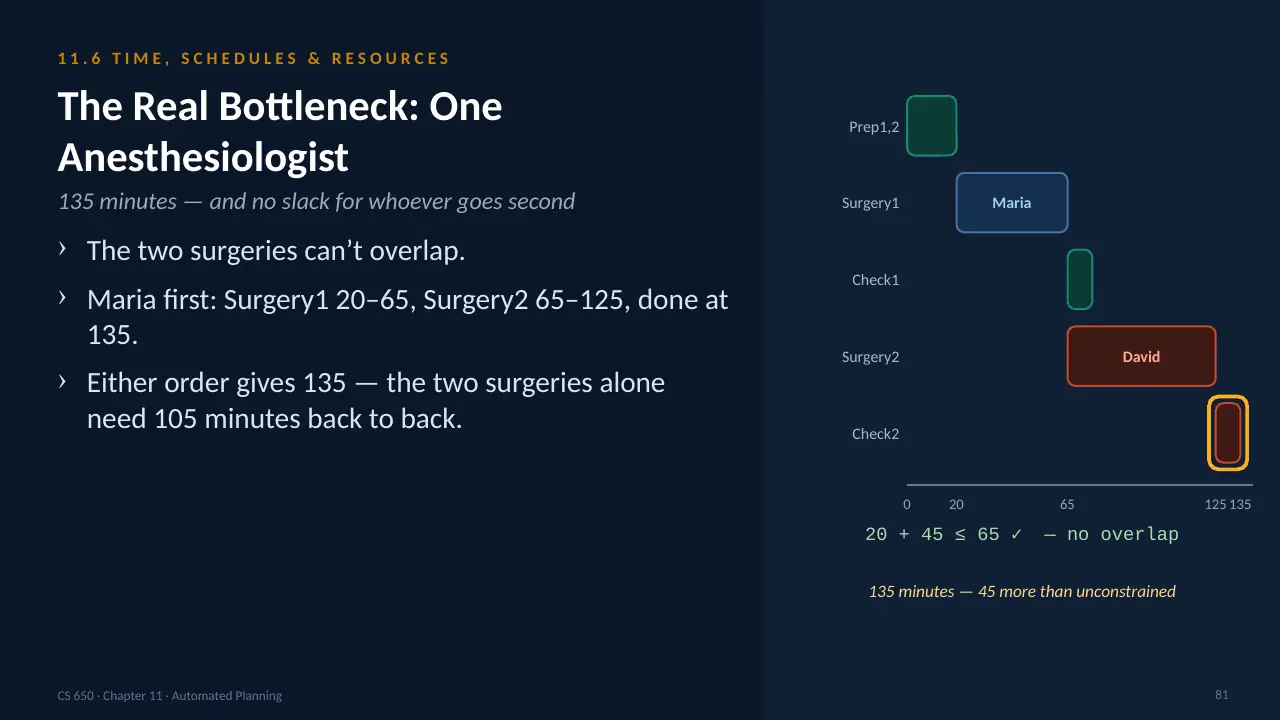 11.6 TIME, SCHEDULES & RESOURCES
The Real Bottleneck: One
Anesthesiologist
135 minutes — and no slack for whoever goes second
› The two surgeries can’t overlap.
› Maria first: Surgery1 20–65, Surgery2 65–125, done at
135.
› Either order gives 135 — the two surgeries alone
need 105 minutes back to back.
Prep1,2
Surgery1
Maria
Check1
Surgery2
David
Check2
0 20 65 125 135
20 + 45 ≤ 65 ✓ — no overlap
135 minutes — 45 more than unconstrained
CS 650 · Chapter 11 · Automated Planning
81